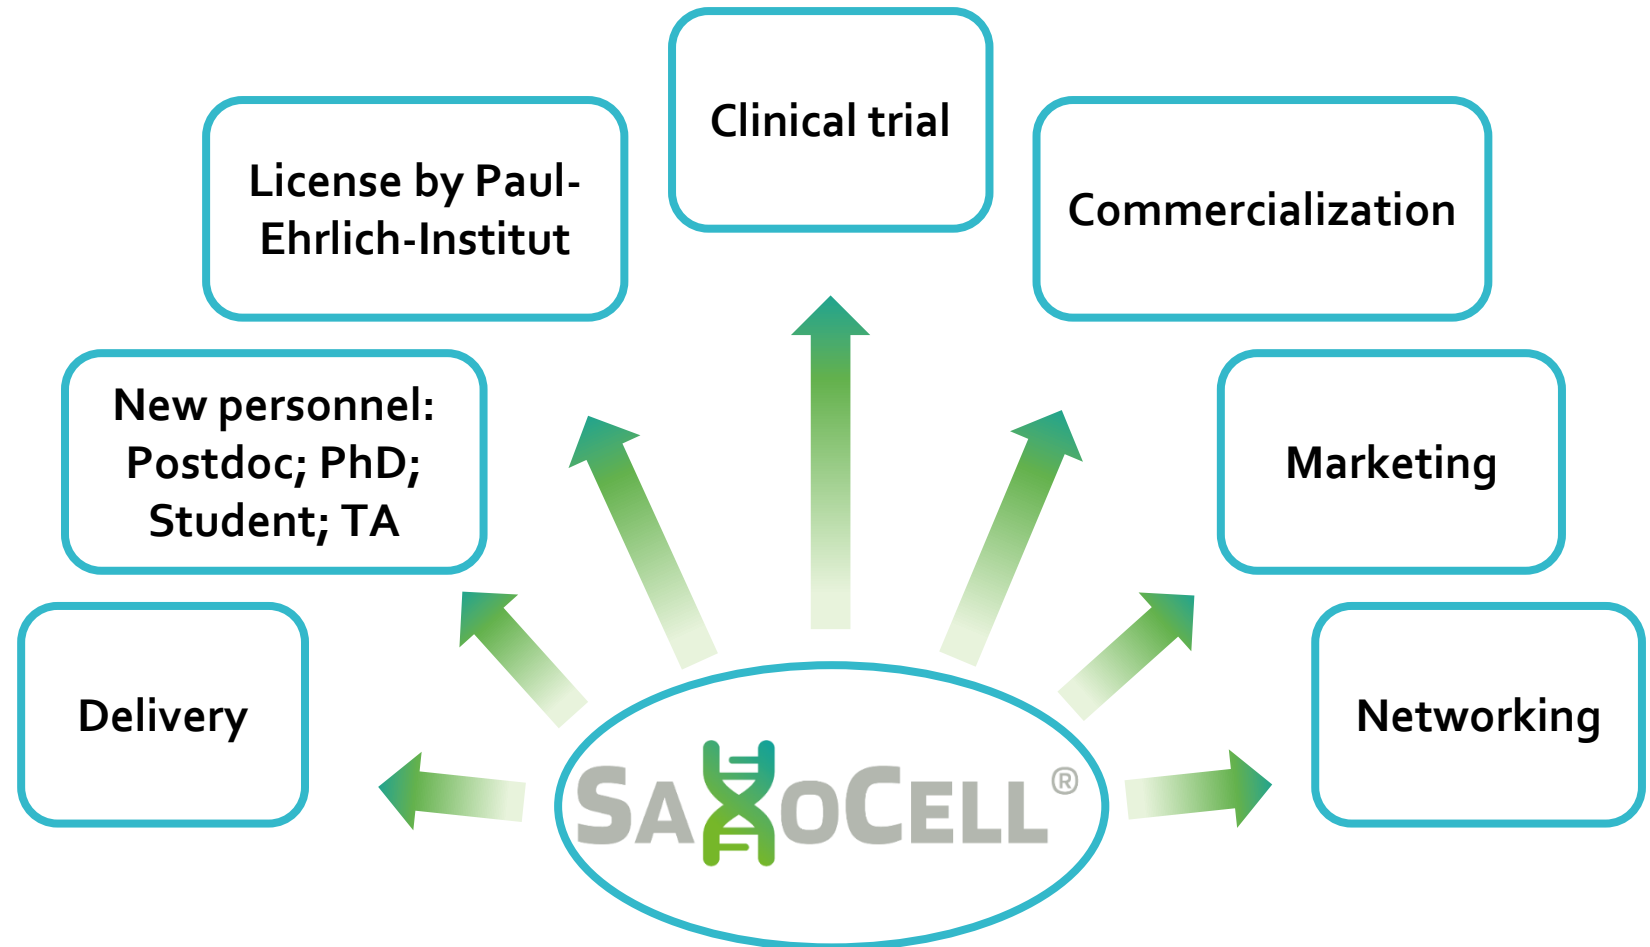 Clinical trial
License by Paul-
Ehrlich-Institut
Commercialization
New personnel:
Postdoc; PhD;
Student; TA
Marketing
Delivery
Networking
SAXOCELL®